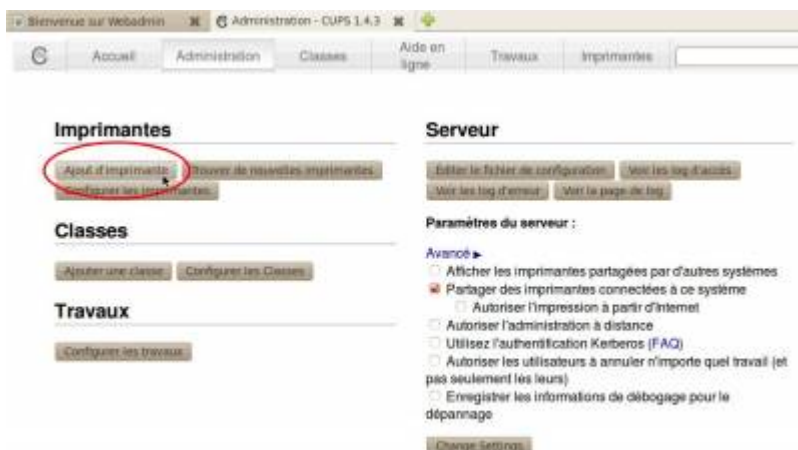 Bienvenue sur Webadmin
Administration - CUPS 1.4.3
Accueil
Administration
Classes
Aide en ligne
Travaux
Imprimantes
Imprimantes
Ajout d'imprimante
Trouver de nouvelles imprimantes
Configurer les imprimantes
Classes
Ajouter une classe
Configurer les Classes
Travaux
Configurer les travaux
Serveur
Editer le fichier de configuration
Voir les log d'accès
Voir les log d'erreur
Voir la page de log
Paramètres du serveur :
Avancé ▸
Afficher les imprimantes partagées par d'autres systèmes
Partager des imprimantes connectées à ce système
Autoriser l'impression à partir d'Internet
Autoriser l'administration à distance
Utilisez l'authentification Kerberos (FAQ)
Autoriser les utilisateurs à annuler n'importe quel travail (et
pas seulement les leurs)
Enregistrer les informations de débogage pour le
dépannage
Change Settings